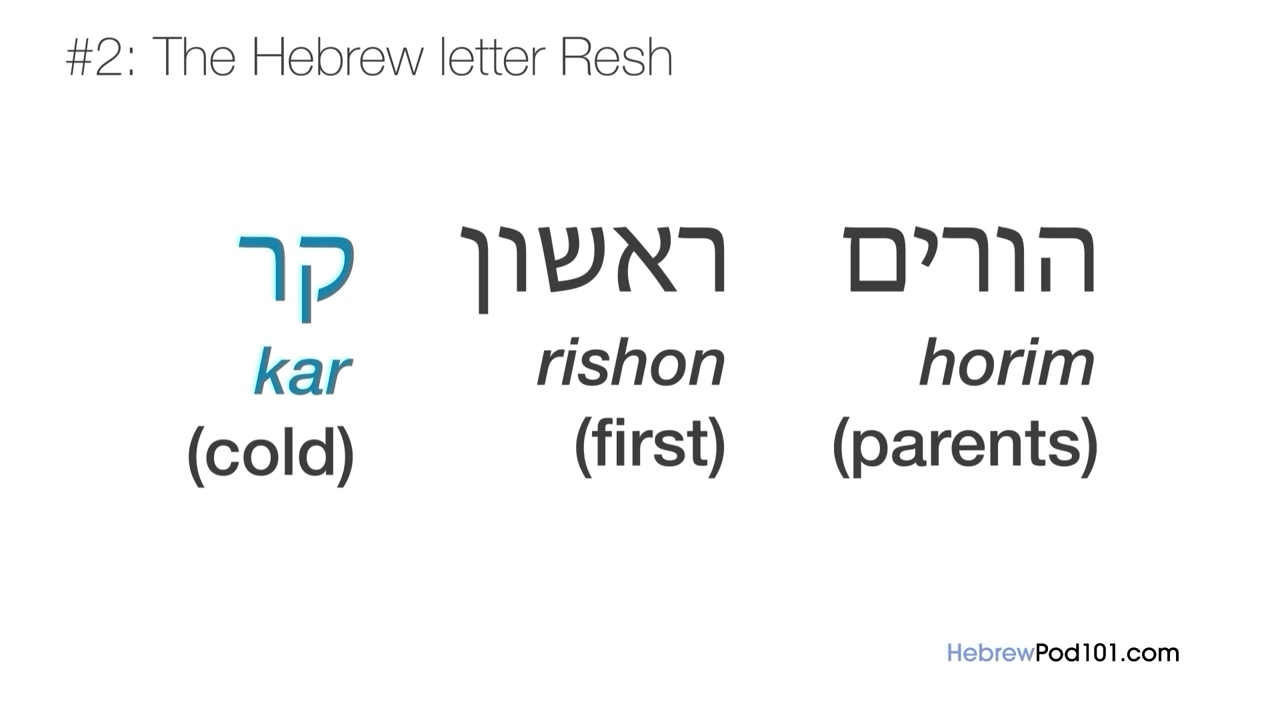 #2: The Hebrew letter Resh
קר
kar
(cold)
ראשון
rishon
(first)
הורים
horim
(parents)
HebrewPod101.com